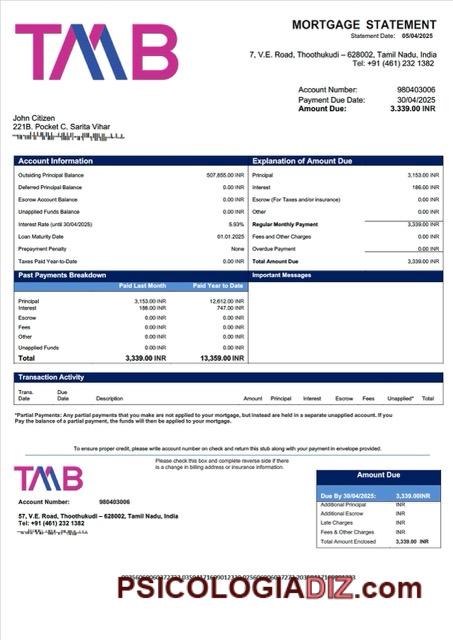 TMB
MORTGAGE STATEMENT
Statement Date: 05/04/2025
7, V.E. Road, Thoothukudi – 628002, Tamil Nadu, India
Tel: +91 (461) 232 1382
Account Number: 980403006
Payment Due Date: 30/04/2025
Amount Due: 3.339.00 INR
John Citizen
221B. Pocket C, Sarita Vihar
Account Information
Outsiding Principal Balance 507,855.00 INR
Deferred Principal Balance 0.00 INR
Escrow Account Balance 0.00 INR
Unapplied Funds Balance 0.00 INR
Interest Rate (until 30/04/2025) 5.93%
Loan Maturity Date 01.01.2025
Prepayment Penalty None
Taxes Paid Year-to-Date 0.00 INR
Explanation of Amount Due
Principal 3,153.00 INR
Interest 186.00 INR
Escrow (For Taxes and/or insurance) 0.00 INR
Other 0.00 INR
Regular Monthly Payment 3,339.00 INR
Fees and Other Charges 0.00 INR
Overdue Payment 0.00 INR
Total Amount Due 3,339.00 INR
Past Payments Breakdown
Paid Last Month Paid Year to Date
Principal 3,153.00 INR 12,612.00 INR
Interest 186.00 INR 747.00 INR
Escrow 0.00 INR 0.00 INR
Fees 0.00 INR 0.00 INR
Other 0.00 INR 0.00 INR
Unapplied Funds 0.00 INR 0.00 INR
Total 3,339.00 INR 13,359.00 INR
Important Messages
Transaction Activity
Trans. Date Due Date Description Amount Principal Interest Escrow Fees Unapplied* Total
*Partial Payments: Any partial payments that you make are not applied to your mortgage, but instead are held in a separate unapplied account. If you
Pay the balance of a partial payment, the funds will then be applied to your mortgage.
To ensure proper credit, please write account number on check and return this stub along with your payment in envelope provided.
Please check this box and complete reverse side if there
is a change in billing address or insurance information.
TMB
Account Number: 980403006
57, V.E. Road, Thoothukudi – 628002, Tamil Nadu, India
Tel: +91 (461) 232 1382
Amount Due
Due By 30/04/2025: 3,339.00INR
Additional Principal INR
Additional Escrow INR
Late Charges INR
Fees & Other Charges INR
Total Amount Enclosed 3,339.00 INR
PSICOLOGIADIZ.com